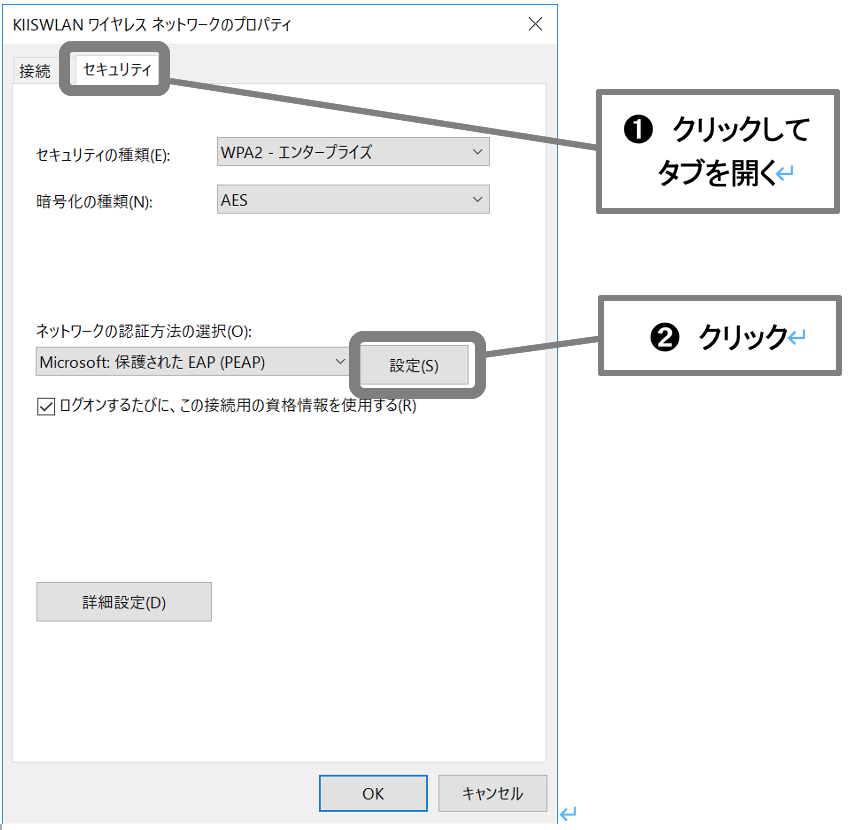 KIISWLAN ワイヤレス ネットワークのプロパティ
接続
セキュリティ
❶ クリックして
タブを開く↵
セキュリティの種類(E):
WPA2 - エンタープライズ
暗号化の種類(N):
AES
❷ クリック↵
ネットワークの認証方法の選択(O):
Microsoft: 保護された EAP (PEAP)
設定(S)
ログオンするたびに、この接続用の資格情報を使用する(R)
詳細設定(D)
OK
キャンセル
↵